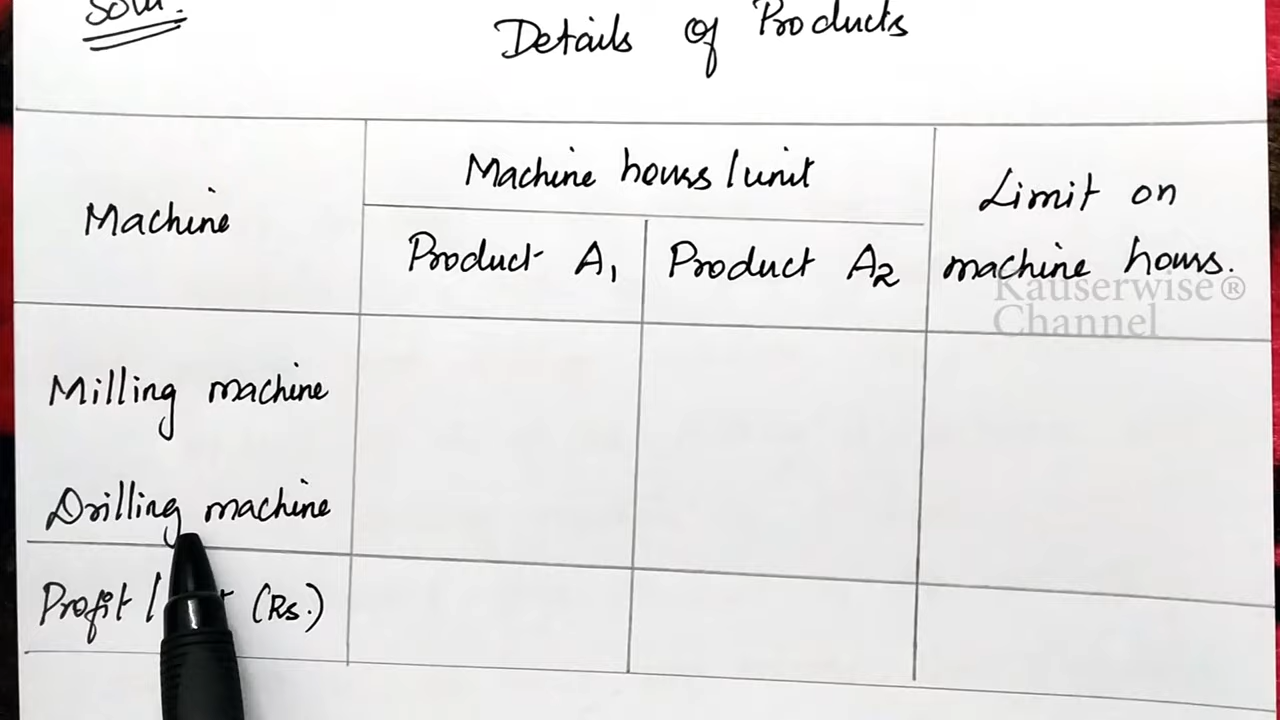 Soln.
Details of Products
Machine
Machine hours / unit
Limit on
machine hours.
Product A1
Product A2
Kauserwise®
Channel
Milling machine
Drilling machine
Profit / (Rs.)